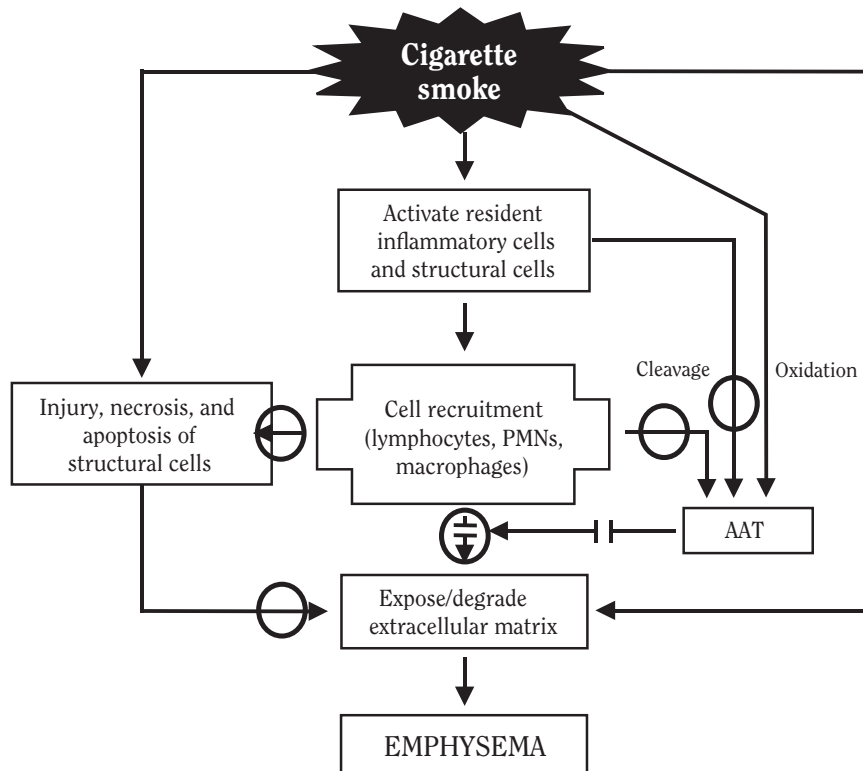 Cigarette
smoke
Activate resident
inflammatory cells
and structural cells
Cleavage
Oxidation
Injury, necrosis, and
apoptosis of
structural cells
Cell recruitment
(lymphocytes, PMNs,
macrophages)
AAT
Expose/degrade
extracellular matrix
EMPHYSEMA